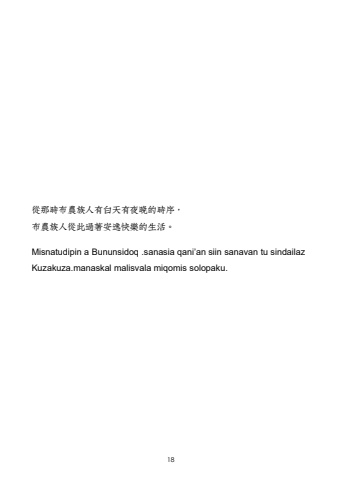 從那時布農族人有白天有夜晚的時序。
布農族人從此過著安逸快樂的生活。
Misnatudipin a Bununsidoq .sanasia qani'an siin sanavan tu sindailaz
Kuzakuza.manaskal malisvala miqomis solopaku.
18